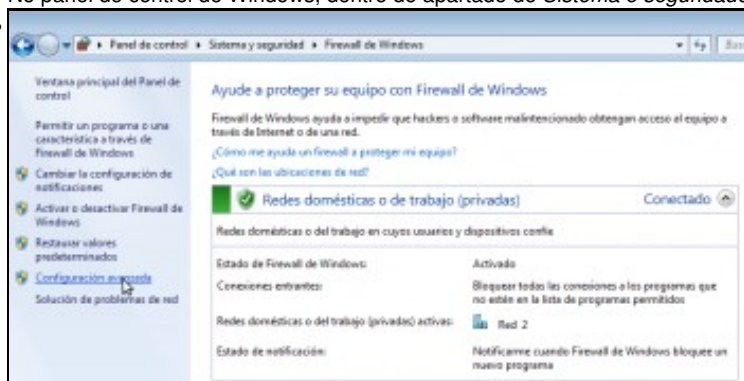 No panel de control de Windows, dentro do apartado de Sistema e seguridade
Panel de control ▸ Sistema y seguridad ▸ Firewall de Windows
Ventana principal del Panel de
control
Permitir un programa o una
característica a través de
Firewall de Windows
Cambiar la configuración de
notificaciones
Activar o desactivar Firewall de
Windows
Restaurar valores
predeterminados
Configuración avanzada
Solución de problemas de red
Ayude a proteger su equipo con Firewall de Windows
Firewall de Windows ayuda a impedir que hackers o software malintencionado obtengan acceso al equipo a
través de Internet o de una red.
¿Cómo me ayuda un firewall a proteger mi equipo?
¿Qué son las ubicaciones de red?
Redes domésticas o de trabajo (privadas) Conectado
Redes domésticas o del trabajo en cuyos usuarios y dispositivos confíe
Estado de Firewall de Windows: Activado
Conexiones entrantes: Bloquear todas las conexiones a los programas que
no estén en la lista de programas permitidos
Redes domésticas o del trabajo (privadas) activas: Red 2
Estado de notificación: Notificarme cuando Firewall de Windows bloquee un
nuevo programa